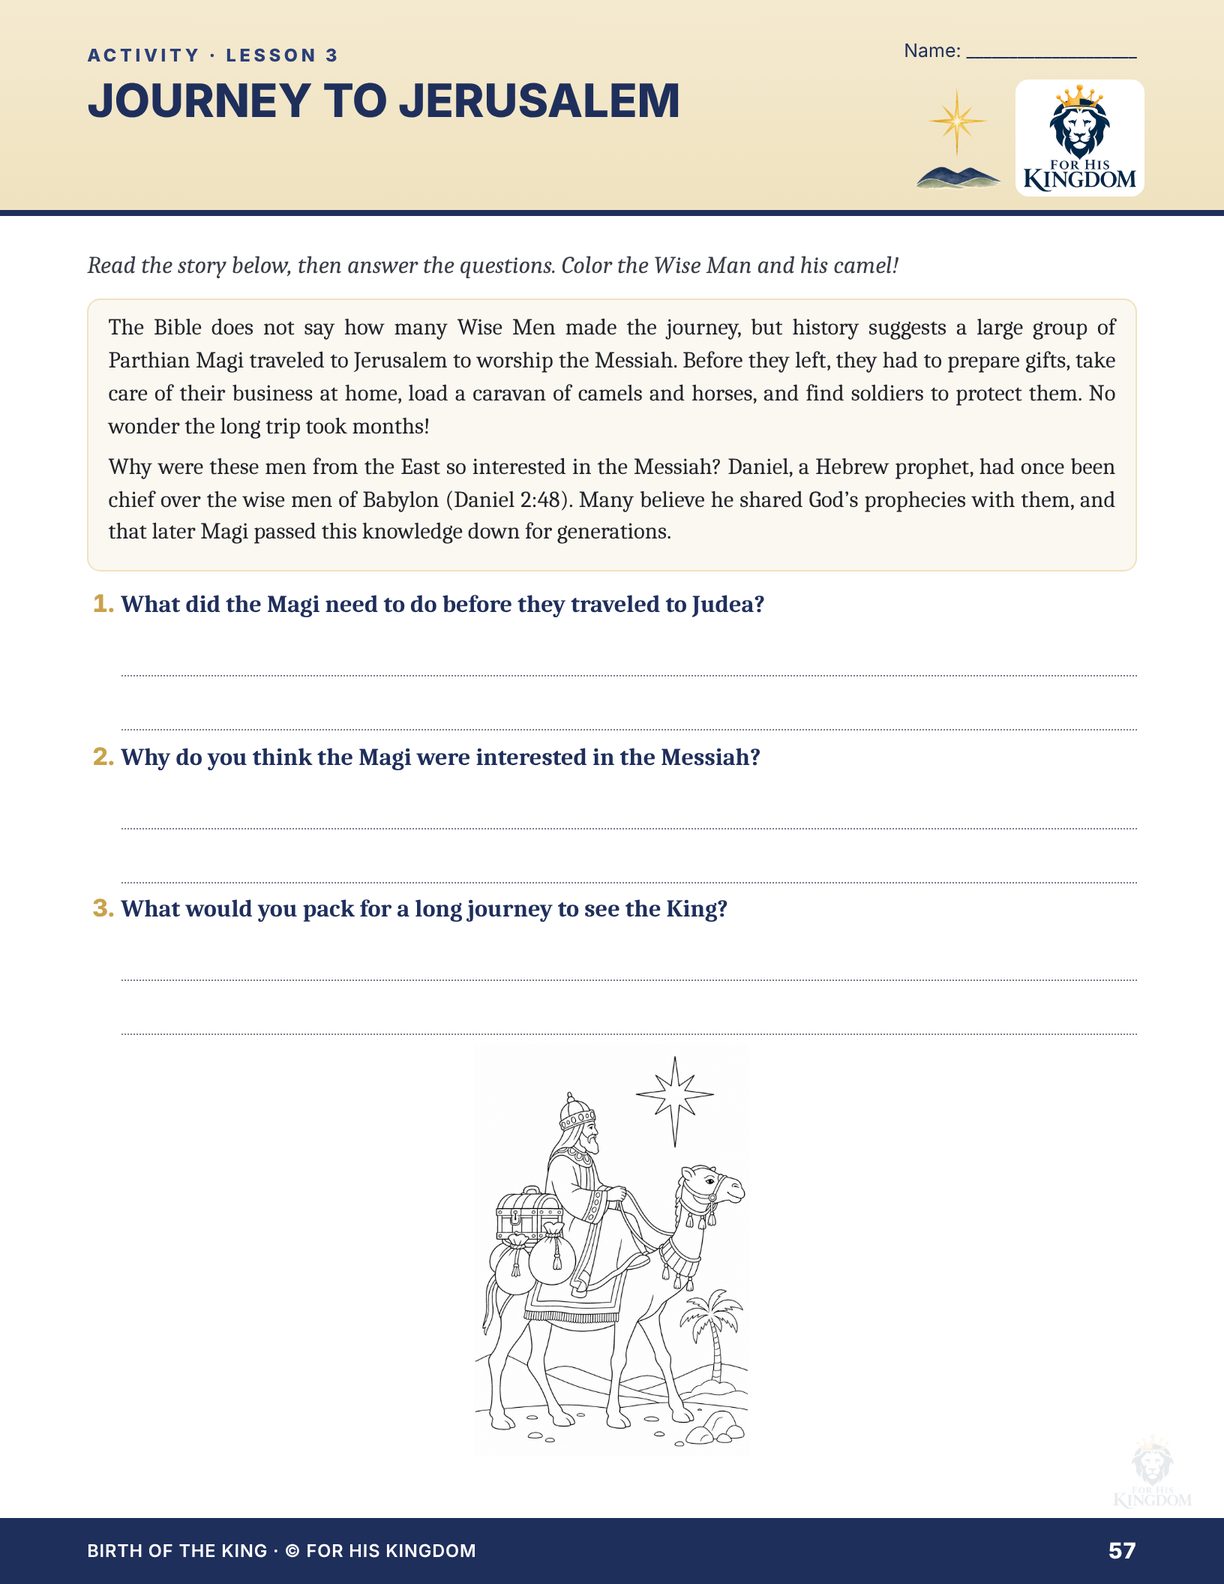 ACTIVITY · LESSON 3
Name: ________________
JOURNEY TO JERUSALEM
FOR HIS
KINGDOM
Read the story below, then answer the questions. Color the Wise Man and his camel!
The Bible does not say how many Wise Men made the journey, but history suggests a large group of
Parthian Magi traveled to Jerusalem to worship the Messiah. Before they left, they had to prepare gifts, take
care of their business at home, load a caravan of camels and horses, and find soldiers to protect them. No
wonder the long trip took months!
Why were these men from the East so interested in the Messiah? Daniel, a Hebrew prophet, had once been
chief over the wise men of Babylon (Daniel 2:48). Many believe he shared God’s prophecies with them, and
that later Magi passed this knowledge down for generations.
1. What did the Magi need to do before they traveled to Judea?
2. Why do you think the Magi were interested in the Messiah?
3. What would you pack for a long journey to see the King?
FOR HIS
KINGDOM
BIRTH OF THE KING · © FOR HIS KINGDOM
57